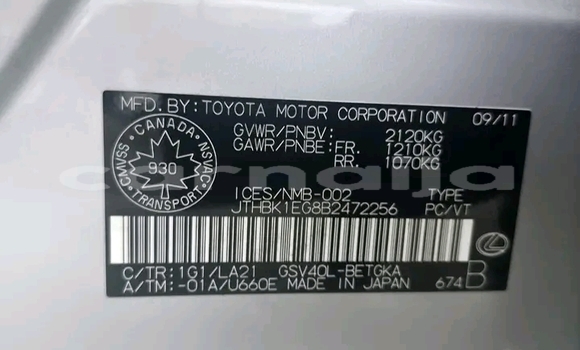 MFD. BY: TOYOTA MOTOR CORPORATION 09/11
GVWR/PNBV: 2120KG
GAWR/PNBE: FR. 1210KG
RR. 1070KG
CANADA
CMVSS 930 NSVAC
TRANSPORT
ICES/NMB-002 TYPE
JTHBK1EG8B2472256 PC/VT
C/TR: 1G1/LA21 GSV40L-BETGKA
A/TM: -01A/U660E MADE IN JAPAN 674 B
carnaija